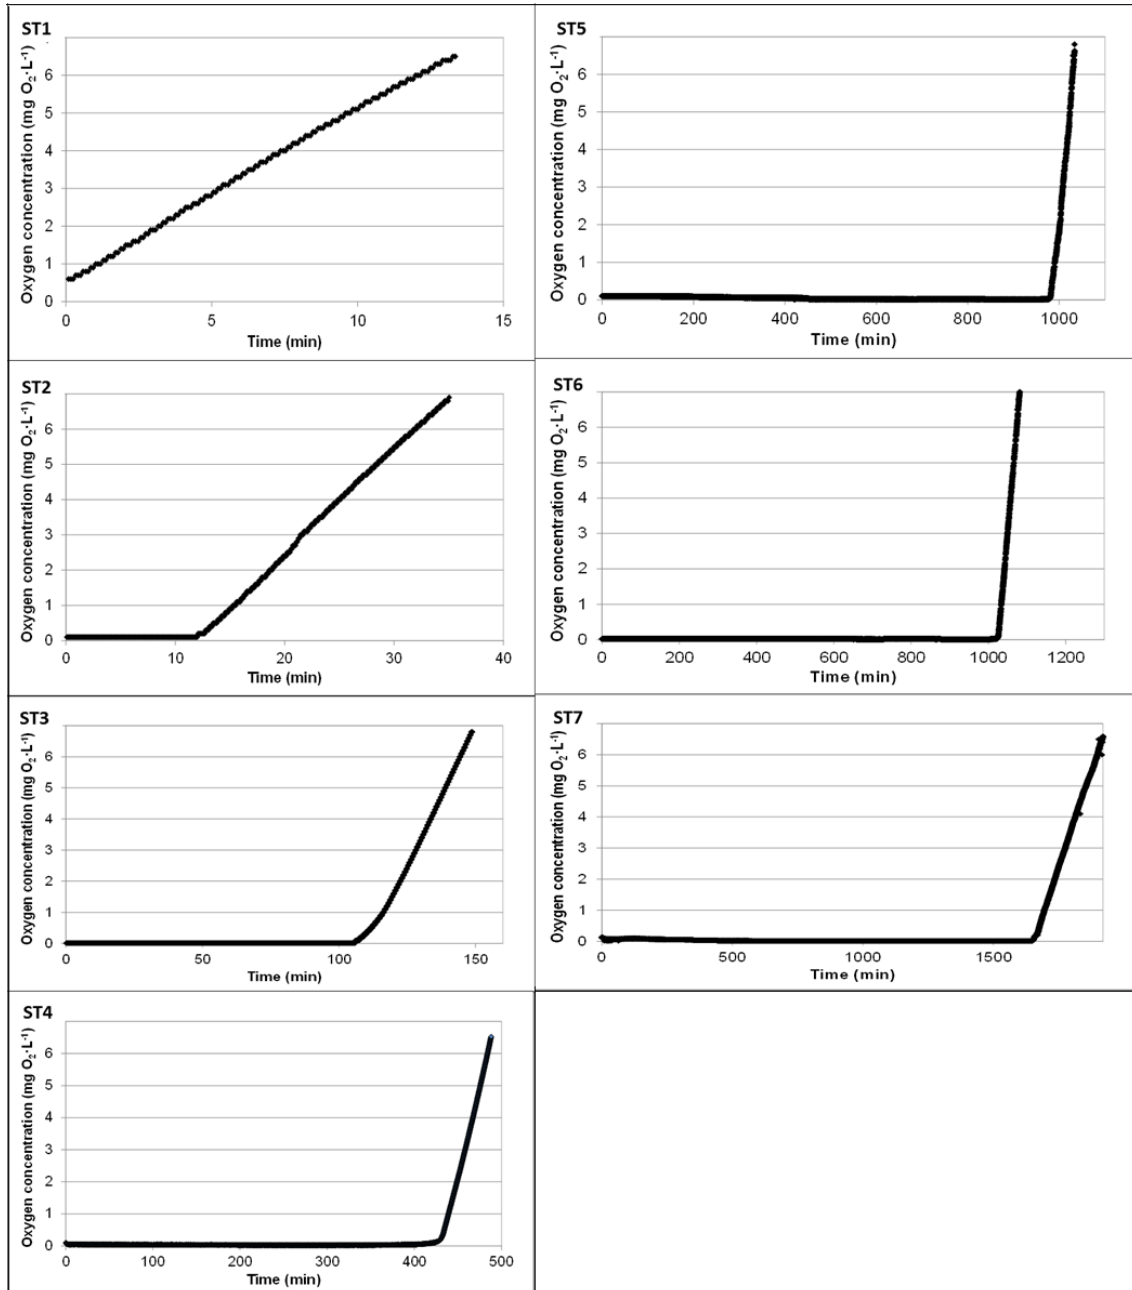 ST1
Oxygen concentration (mg O₂·L⁻¹)
6
5
4
3
2
1
0
0 5 10 15
Time (min)
ST2
Oxygen concentration (mg O₂·L⁻¹)
6
5
4
3
2
1
0
0 10 20 30 40
Time (min)
ST3
Oxygen concentration (mg O₂·L⁻¹)
6
5
4
3
2
1
0
0 50 100 150
Time (min)
ST4
Oxygen concentration (mg O₂·L⁻¹)
6
5
4
3
2
1
0
0 100 200 300 400 500
Time (min)
ST5
Oxygen concentration (mg O₂·L⁻¹)
6
5
4
3
2
1
0
0 200 400 600 800 1000
Time (min)
ST6
Oxygen concentration (mg O₂·L⁻¹)
6
5
4
3
2
1
0
0 200 400 600 800 1000 1200
Time (min)
ST7
Oxygen concentration (mg O₂·L⁻¹)
6
5
4
3
2
1
0
0 500 1000 1500
Time (min)